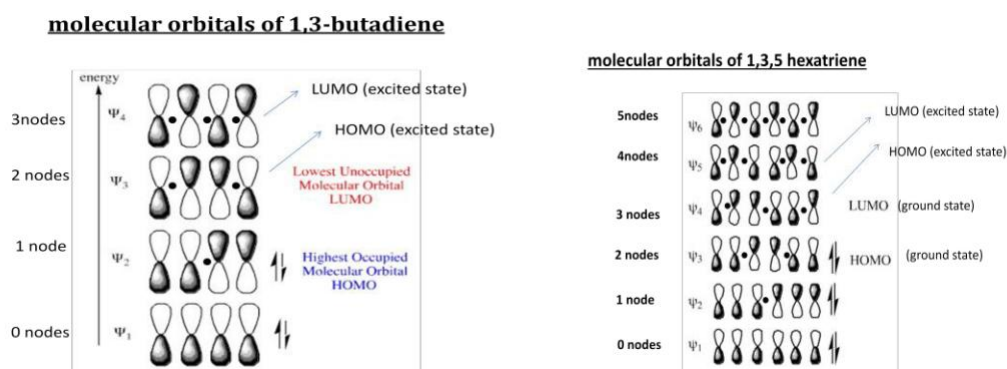 molecular orbitals of 1,3-butadiene
energy
3nodes
Ψ4
LUMO (excited state)
HOMO (excited state)
2 nodes
Ψ3
Lowest Unoccupied
Molecular Orbital
LUMO
1 node
Ψ2
Highest Occupied
Molecular Orbital
HOMO
0 nodes
Ψ1
molecular orbitals of 1,3,5 hexatriene
5nodes
Ψ6
LUMO (excited state)
4nodes
Ψ5
HOMO (excited state)
3 nodes
Ψ4
LUMO (ground state)
2 nodes
Ψ3
HOMO (ground state)
1 node
Ψ2
0 nodes
Ψ1